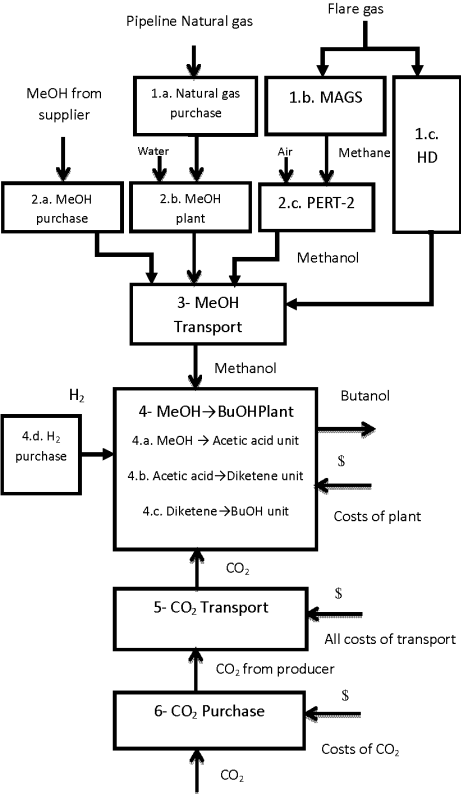 Flare gas
Pipeline Natural gas
MeOH from
supplier
1.a. Natural gas
purchase
1.b. MAGS
1.c.
HD
Water
Air
Methane
2.a. MeOH
purchase
2.b. MeOH
plant
2.c. PERT-2
Methanol
3- MeOH
Transport
Methanol
H₂
4.d. H₂
purchase
4- MeOH→BuOHPlant
4.a. MeOH → Acetic acid unit
4.b. Acetic acid→Diketene unit
4.c. Diketene→BuOH unit
Butanol
$
Costs of plant
CO₂
5- CO₂ Transport
$
All costs of transport
CO₂ from producer
6- CO₂ Purchase
$
Costs of CO₂
CO₂